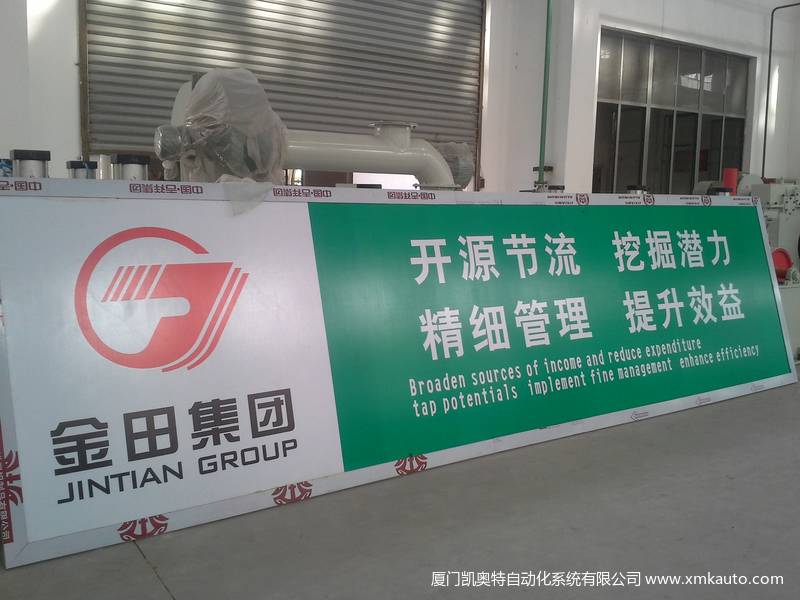 金田集团
JINTIAN GROUP
开源节流 挖掘潜力
精细管理 提升效益
Broaden sources of income and reduce expenditure
tap potentials implement fine management enhance efficiency
厦门凯奥特自动化系统有限公司 www.xmkauto.com